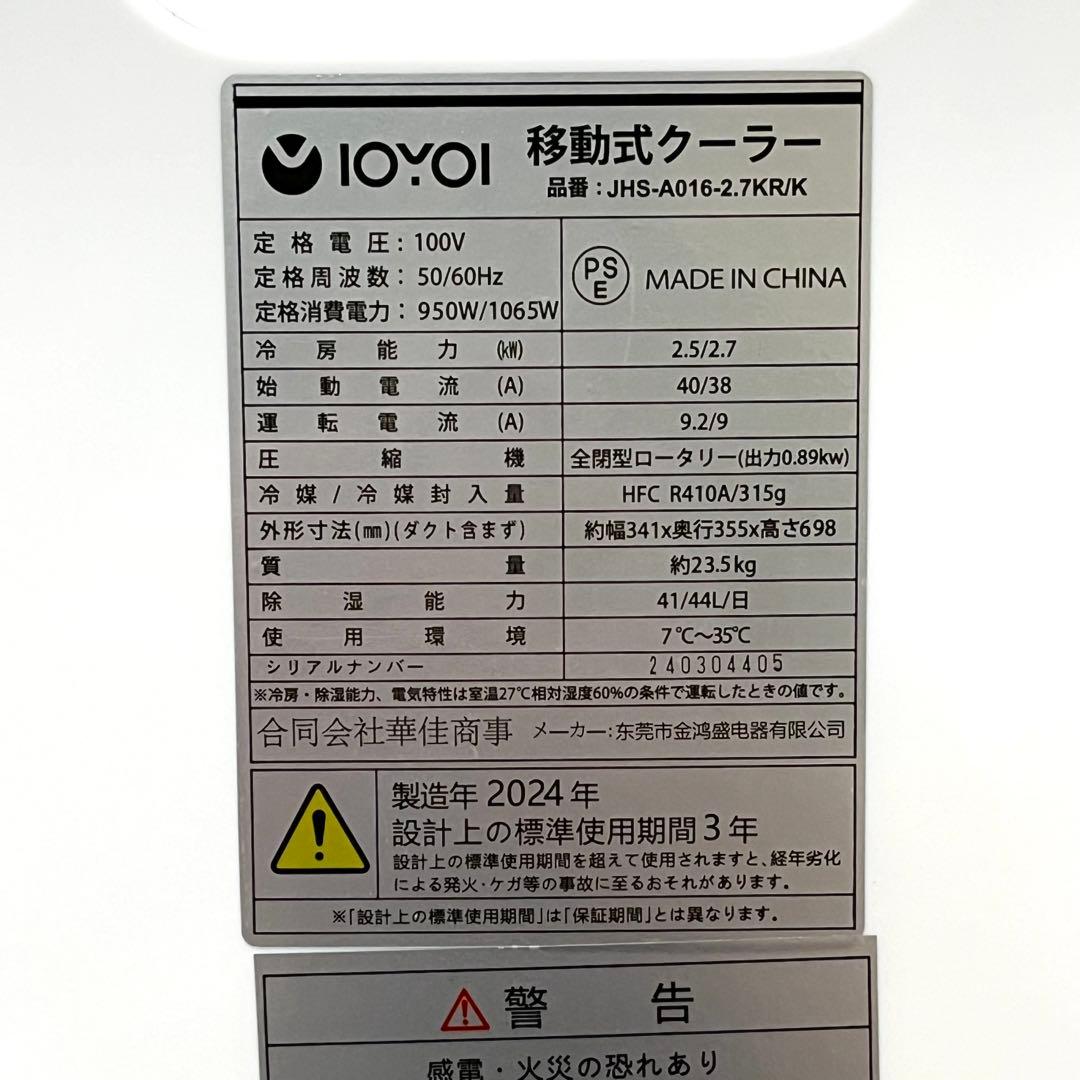 IOYOI 移動式クーラー
品番：JHS-A016-2.7KR/K
定格電圧：100V
定格周波数：50/60Hz
定格消費電力：950W/1065W
PSE MADE IN CHINA
冷房能力(kW) 2.5/2.7
始動電流(A) 40/38
運転電流(A) 9.2/9
圧縮機 全閉型ロータリー(出力0.89kw)
冷媒/冷媒封入量 HFC R410A/315g
外形寸法(mm)(ダクト含まず) 約幅341x奥行355x高さ698
質量 約23.5kg
除湿能力 41/44L/日
使用環境 7℃～35℃
シリアルナンバー 240304405
※冷房・除湿能力、電気特性は室温27℃相対湿度60%の条件で運転したときの値です。
合同会社華佳商事 メーカー：东莞市金鸿盛电器有限公司
製造年 2024年
設計上の標準使用期間3年
設計上の標準使用期間を超えて使用されますと、経年劣化
による発火・ケガ等の事故に至るおそれがあります。
※「設計上の標準使用期間」は「保証期間」とは異なります。
警告
感電・火災の恐れあり